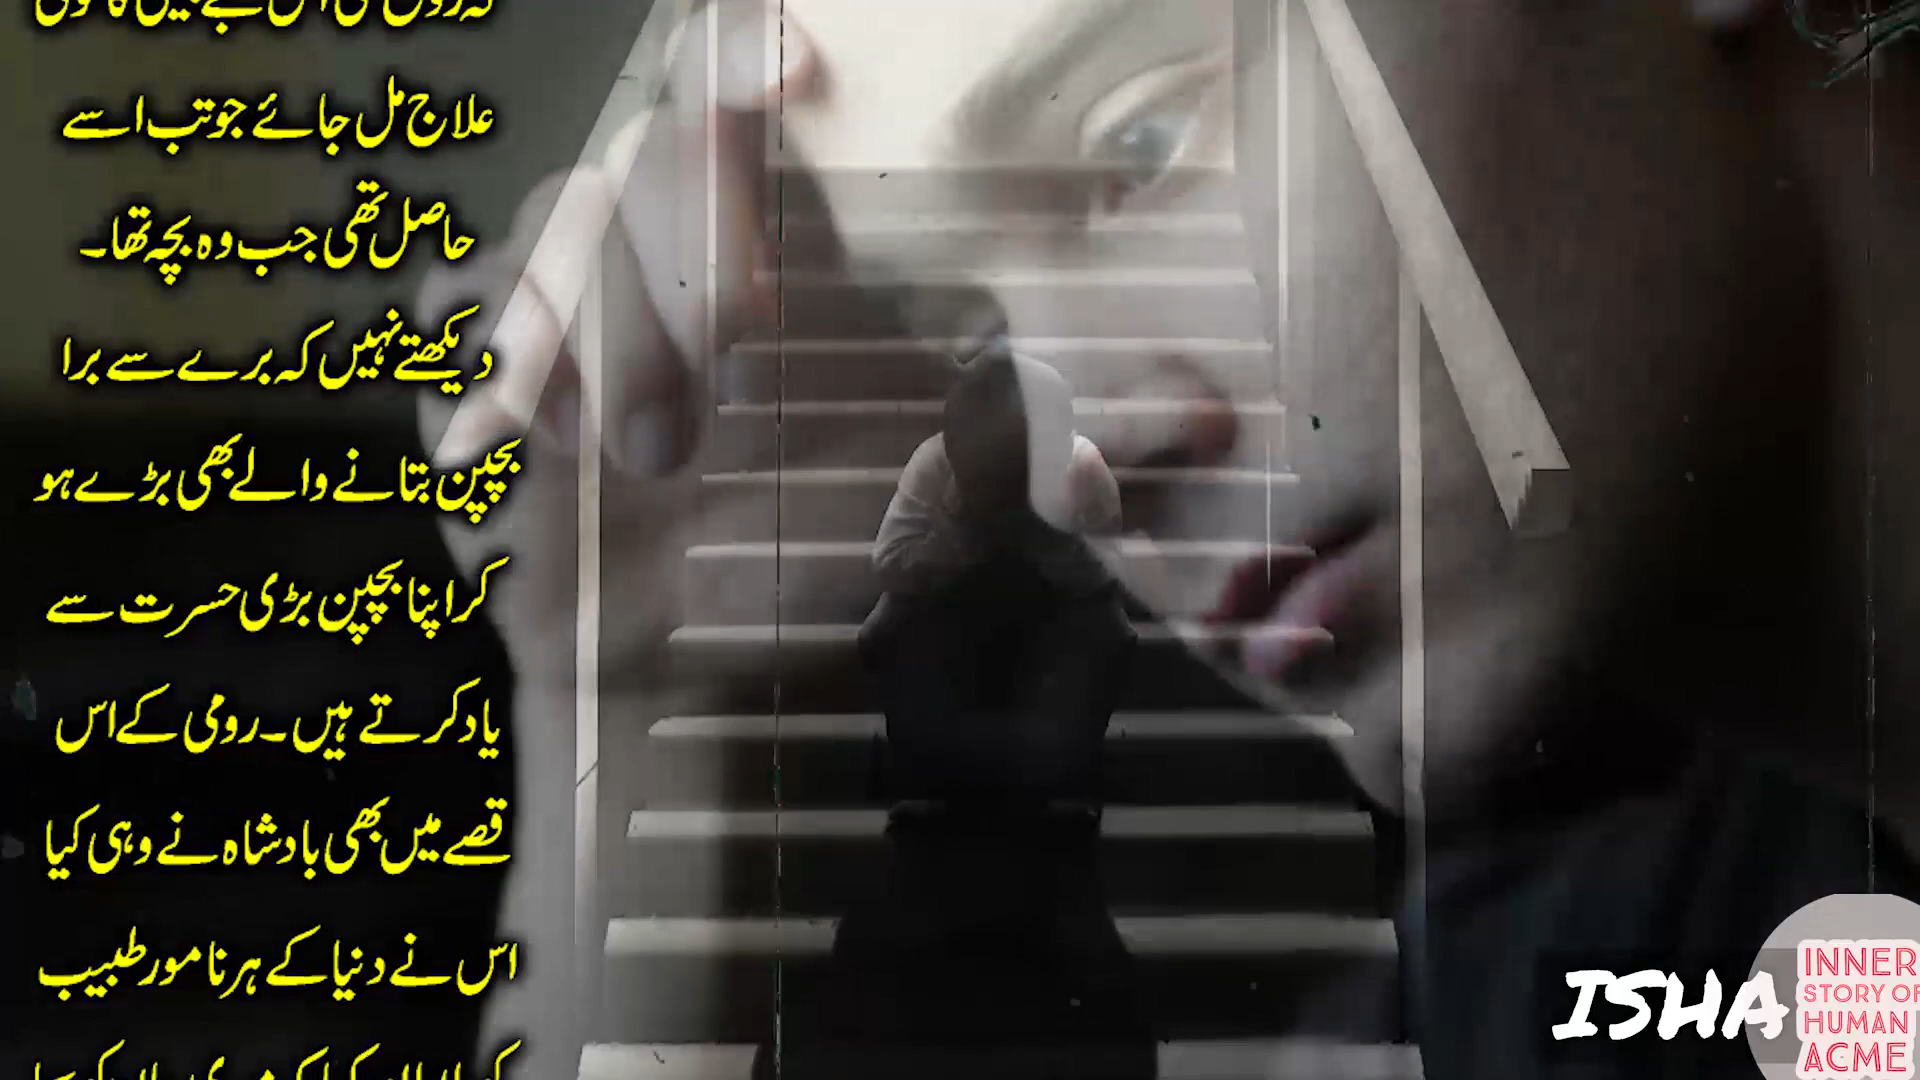 علاج مل جائے جو تب اسے
حاصل تھی جب وہ بچہ تھا۔
دیکھتے نہیں کہ برے سے برا
بچپن بتانے والے بھی بڑے ہو
کر اپنا بچپن بڑی حسرت سے
یاد کرتے ہیں۔ رومی کے اس
قصے میں بھی بادشاہ نے وہی کیا
اس نے دنیا کے ہر نامور طبیب
ISHA
INNER
STORY OF
HUMAN
ACME